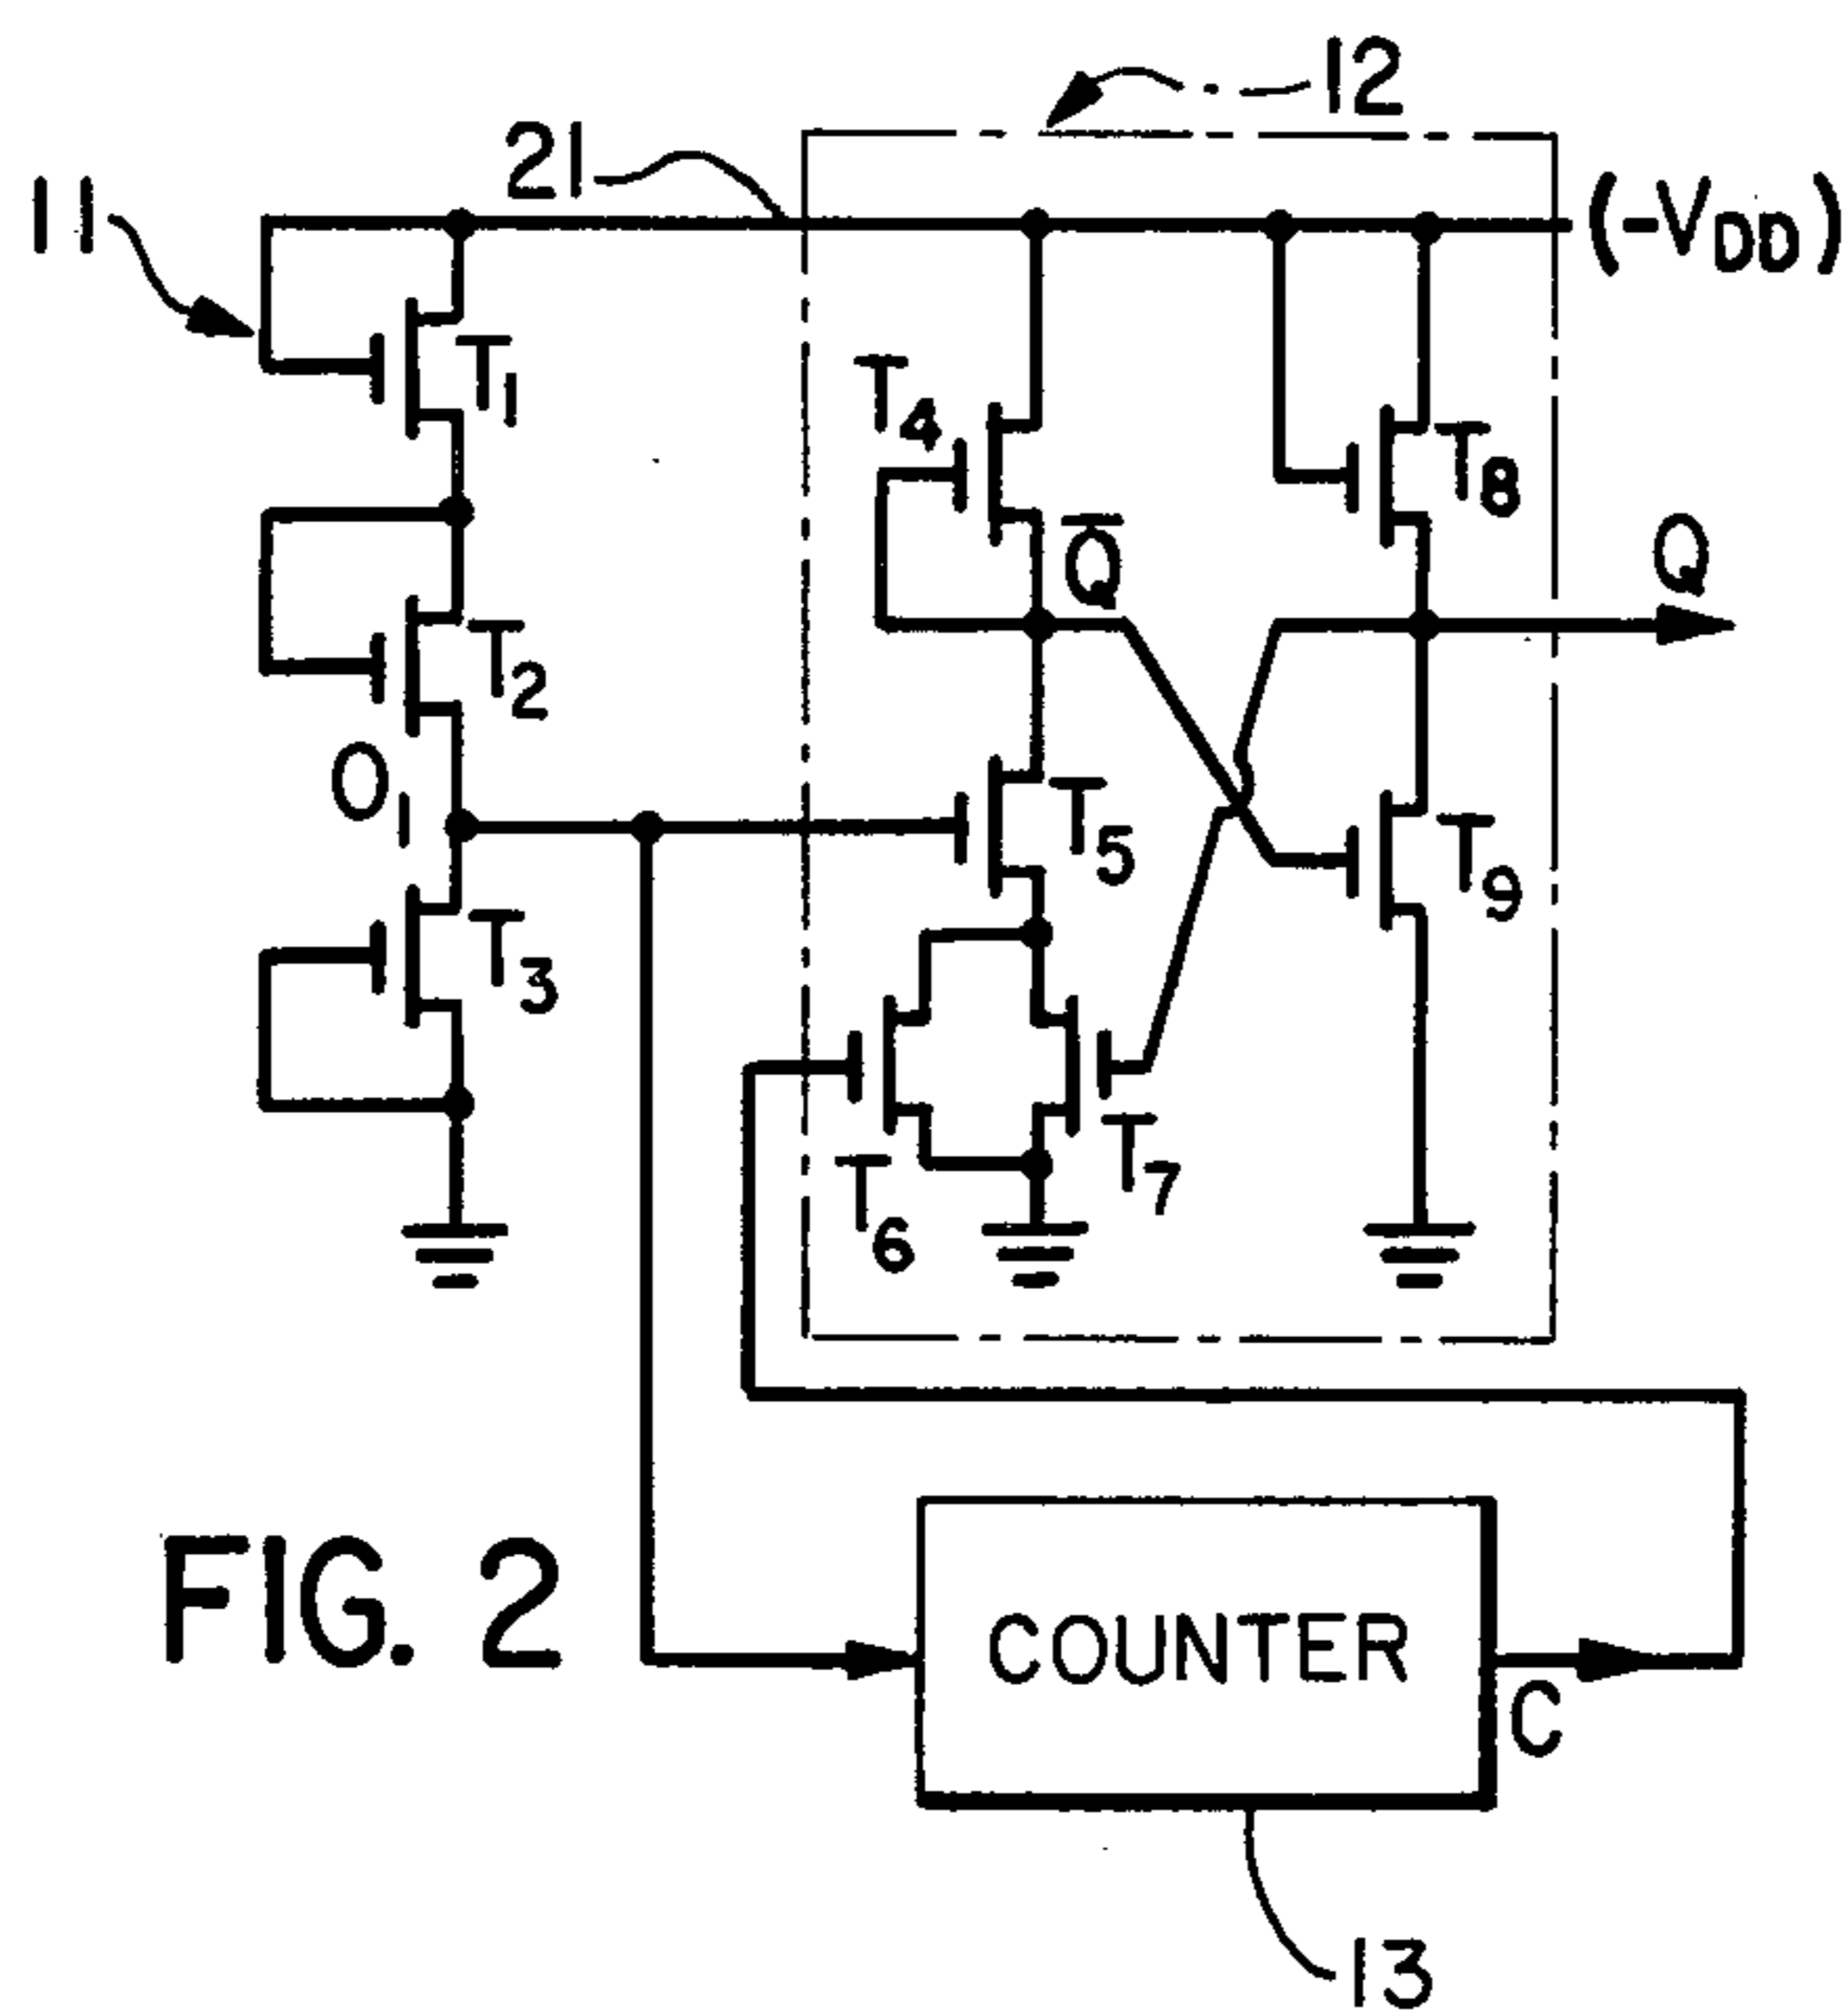 12
21
11
(-VDD)
T1
T4
T8
Q̅
Q
T2
O1
T5
T9
T3
T7
T6
FIG. 2
COUNTER
C
13